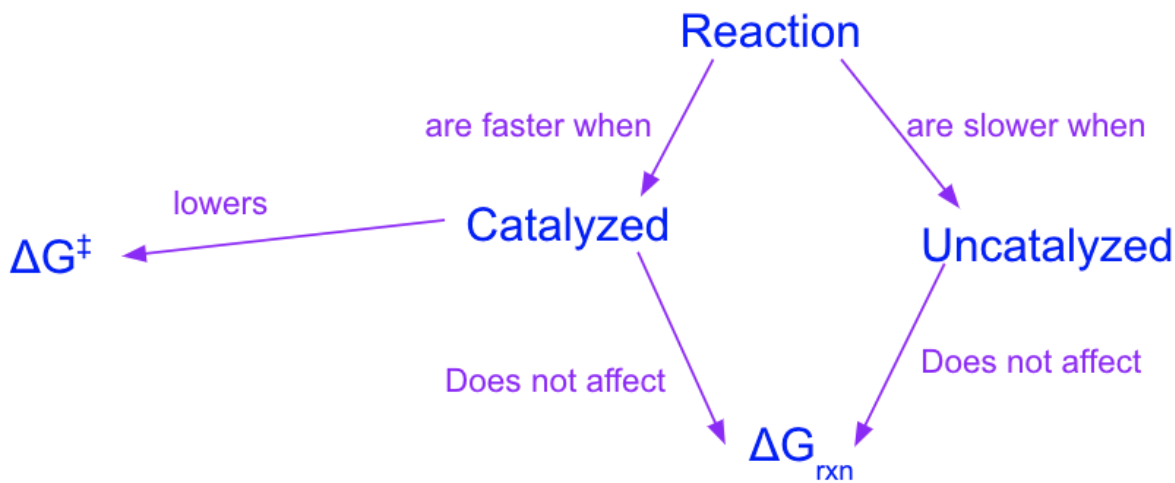 Reaction
are faster when
are slower when
lowers
Catalyzed
Uncatalyzed
ΔG‡
Does not affect
Does not affect
ΔGrxn